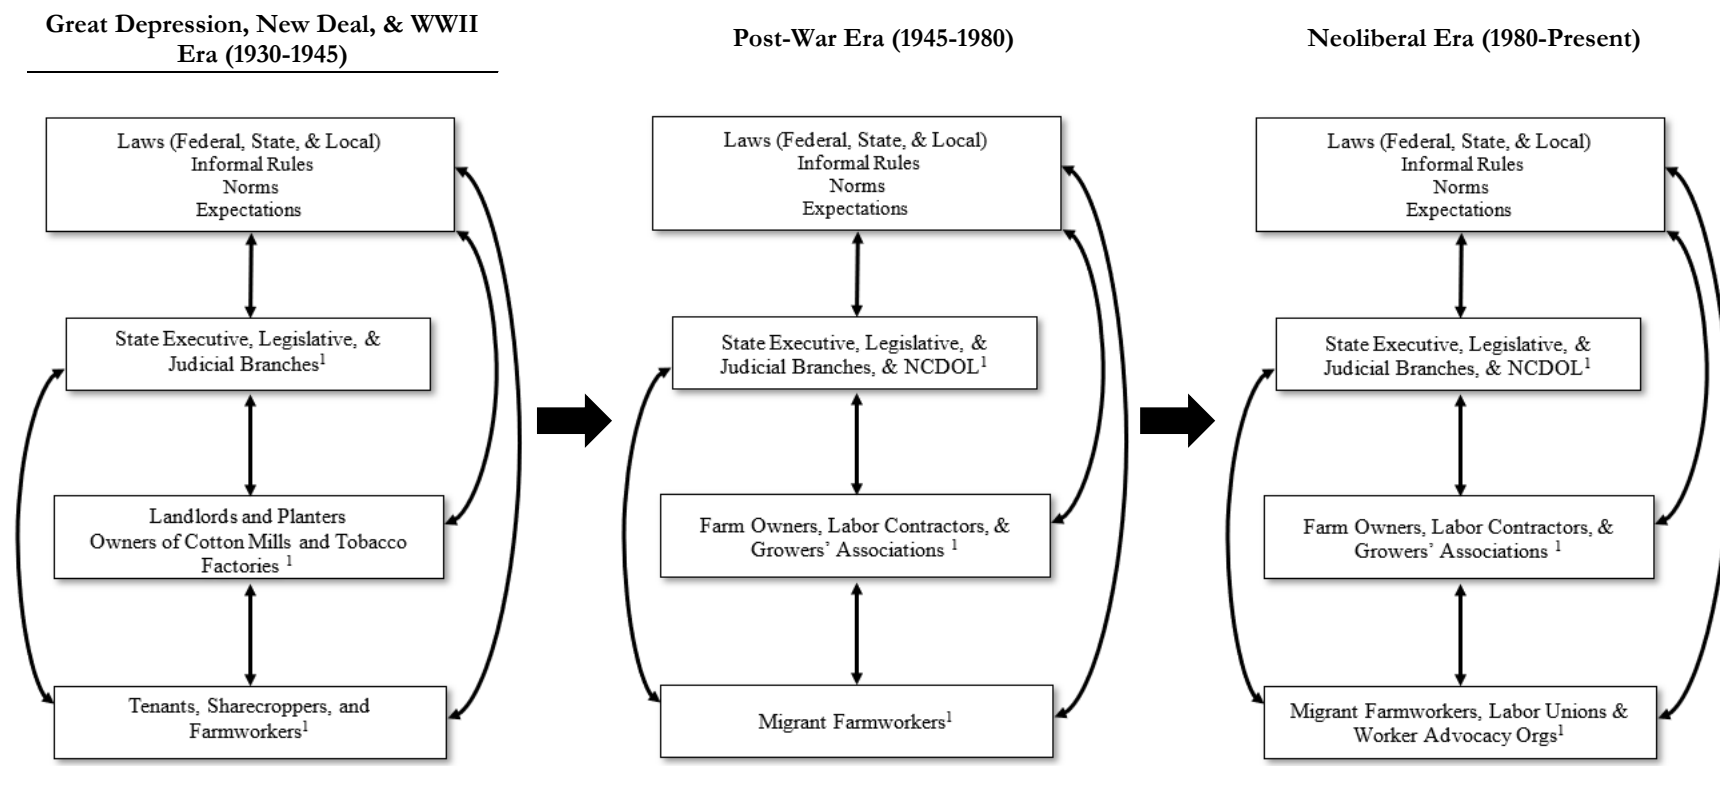 Great Depression, New Deal, & WWII
Era (1930-1945)
Laws (Federal, State, & Local)
Informal Rules
Norms
Expectations
State Executive, Legislative, &
Judicial Branches1
Landlords and Planters
Owners of Cotton Mills and Tobacco
Factories 1
Tenants, Sharecroppers, and
Farmworkers1
Post-War Era (1945-1980)
Laws (Federal, State, & Local)
Informal Rules
Norms
Expectations
State Executive, Legislative, &
Judicial Branches, & NCDOL1
Farm Owners, Labor Contractors, &
Growers’ Associations 1
Migrant Farmworkers1
Neoliberal Era (1980-Present)
Laws (Federal, State, & Local)
Informal Rules
Norms
Expectations
State Executive, Legislative, &
Judicial Branches, & NCDOL1
Farm Owners, Labor Contractors, &
Growers’ Associations 1
Migrant Farmworkers, Labor Unions &
Worker Advocacy Orgs1